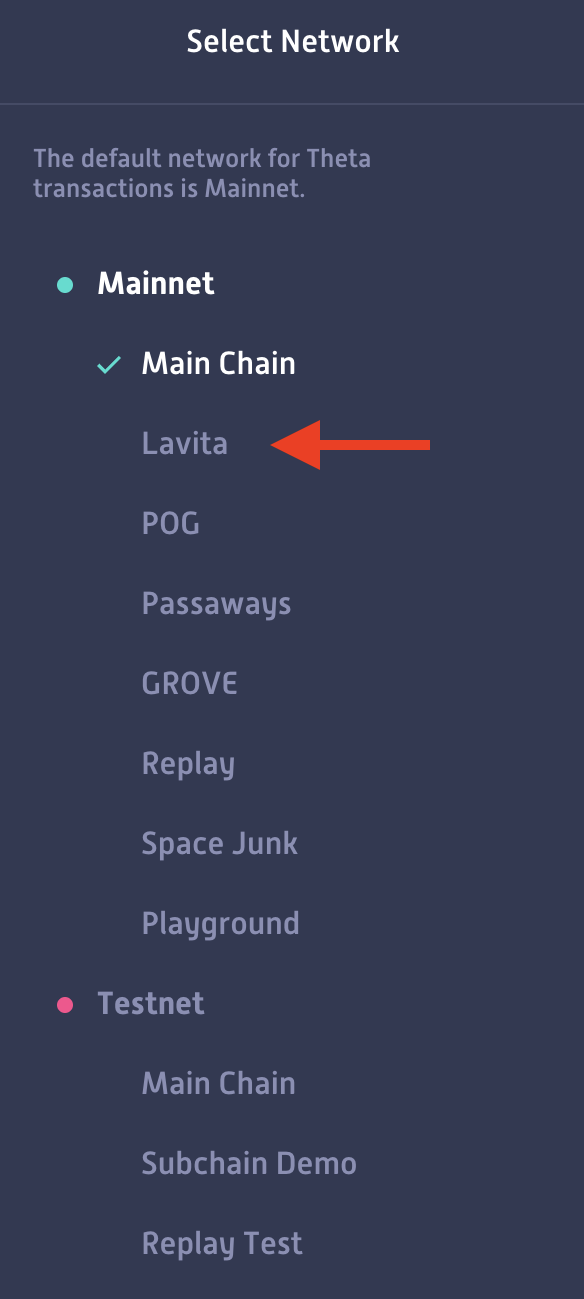 Select Network
The default network for Theta
transactions is Mainnet.
Mainnet
Main Chain
Lavita
POG
Passaways
GROVE
Replay
Space Junk
Playground
Testnet
Main Chain
Subchain Demo
Replay Test